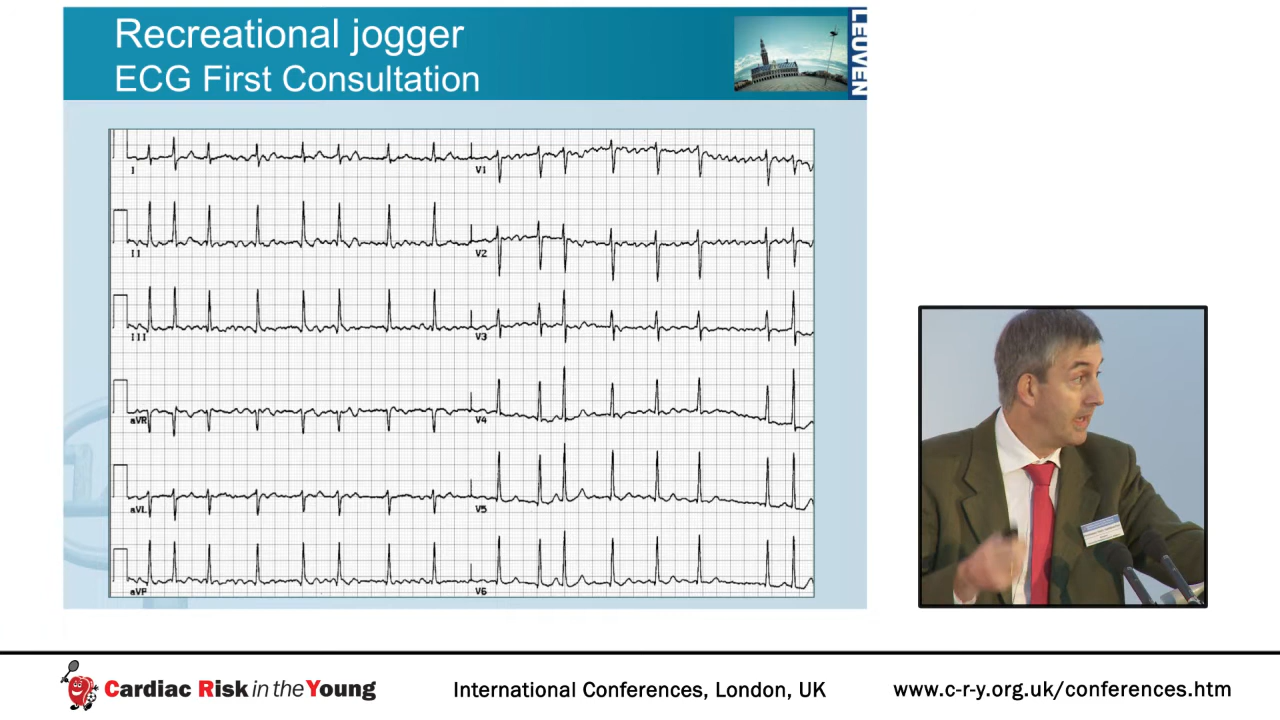 Recreational jogger
ECG First Consultation
LEUVEN
I
V1
II
V2
III
V3
aVR
V4
aVL
V5
aVF
V6
Cardiac Risk in the Young
International Conferences, London, UK
www.c-r-y.org.uk/conferences.htm